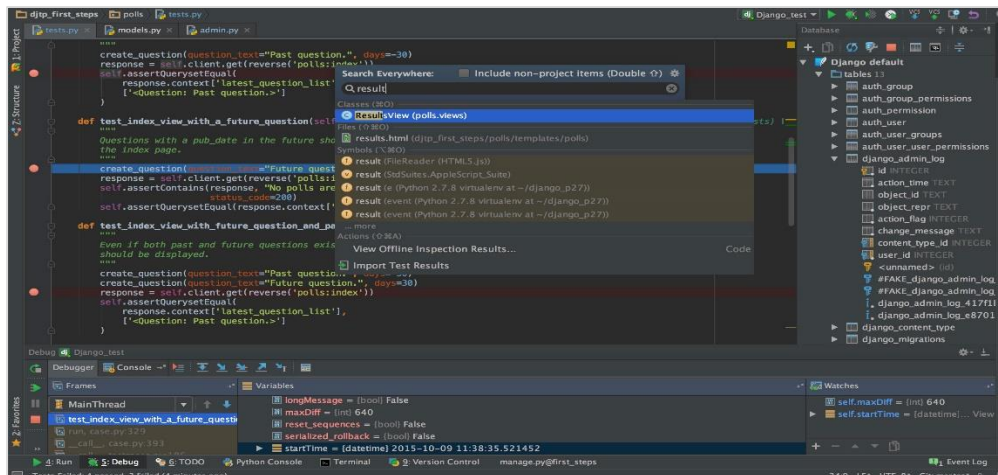 djtp_first_steps polls tests.py Django_test
tests.py models.py admin.py Database
1: Project
"""
create_question(question_text="Past question.", days=-30)
response = self.client.get(reverse('polls:index'))
self.assertQuerysetEqual(
response.context['latest_question_list']
['<Question: Past question.>']
)
def test_index_view_with_a_future_question(self
"""
Questions with a pub_date in the future sho
the index page.
"""
create_question(question_text="Future quest
response = self.client.get(reverse('polls:i
self.assertContains(response, "No polls are
status_code=200)
self.assertQuerysetEqual(response.context['
def test_index_view_with_future_question_and_pa
"""
Even if both past and future questions exis
should be displayed.
"""
create_question(question_text="Past question.", days=-30)
create_question(question_text="Future question.", days=30)
response = self.client.get(reverse('polls:index'))
self.assertQuerysetEqual(
response.context['latest_question_list'],
['<Question: Past question.>']
)
Search Everywhere: Include non-project items (Double ⇧)
result
Classes (⌘O)
ResultsView (polls.views)
Files (⇧⌘O)
results.html (djtp_first_steps/polls/templates/polls)
Symbols (⌥⌘O)
result (FileReader (HTML5.js))
result (StdSuites.AppleScript_Suite)
result (e (Python 2.7.8 virtualenv at ~/django_p27))
result (event (Python 2.7.8 virtualenv at ~/django_p27))
result (event (Python 2.7.8 virtualenv at ~/django_p27))
... more
Actions (⇧⌘A)
View Offline Inspection Results... Code
Import Test Results
Django default
tables 13
auth_group
auth_group_permissions
auth_permission
auth_user
auth_user_groups
auth_user_user_permissions
django_admin_log
id INTEGER
action_time TEXT
object_id TEXT
object_repr TEXT
action_flag INTEGER
change_message TEXT
content_type_id INTEGER
user_id INTEGER
<unnamed> (id)
#FAKE_django_admin_log
#FAKE_django_admin_log
django_admin_log_417f1
django_admin_log_e8701
django_content_type
django_migrations
Z: Structure
2: Favorites
Debug Django_test
Debugger Console
Frames Variables Watches
MainThread
test_index_view_with_a_future_questi
run, case.py:329
__call__, case.py:393
longMessage = {bool} False
maxDiff = {int} 640
reset_sequences = {bool} False
serialized_rollback = {bool} False
startTime = {datetime} 2015-10-09 11:38:35.521452
self.maxDiff = {int} 640
self.startTime = {datetime}... View
4: Run 5: Debug 6: TODO Python Console Terminal 9: Version Control manage.py@first_steps Event Log